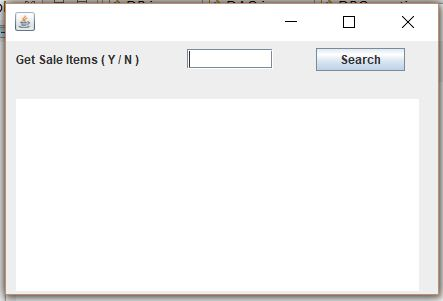 Get Sale Items ( Y / N )
Search